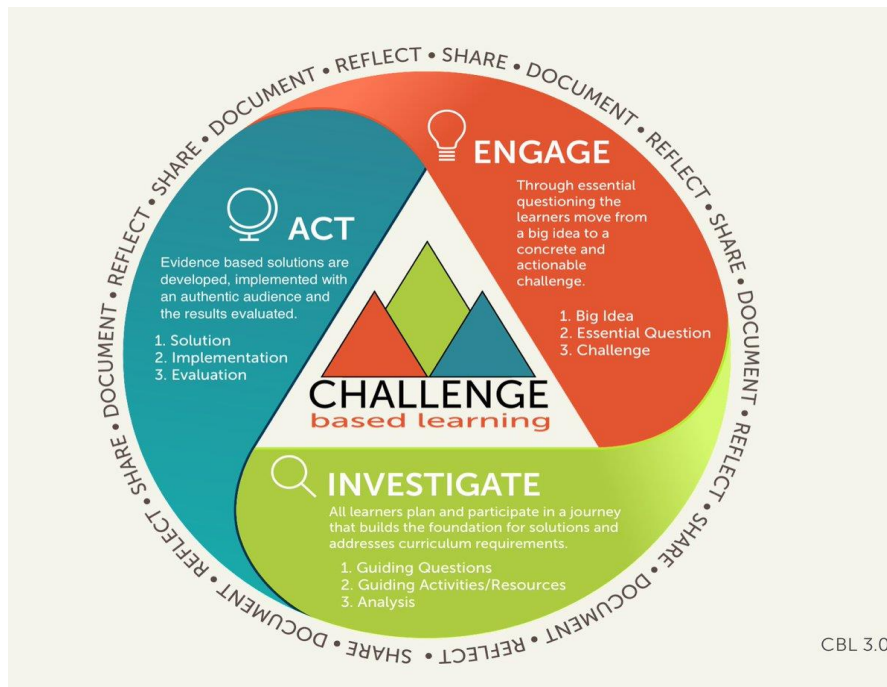 DOCUMENT • REFLECT • SHARE • DOCUMENT • REFLECT • SHARE • DOCUMENT • REFLECT • SHARE • DOCUMENT • REFLECT • SHARE • DOCUMENT • REFLECT • SHARE • DOCUMENT • REFLECT • SHARE •
ENGAGE
Through essential
questioning the
learners move from
a big idea to a
concrete and
actionable
challenge.
1. Big Idea
2. Essential Question
3. Challenge
INVESTIGATE
All learners plan and participate in a journey
that builds the foundation for solutions and
addresses curriculum requirements.
1. Guiding Questions
2. Guiding Activities/Resources
3. Analysis
ACT
Evidence based solutions are
developed, implemented with
an authentic audience and
the results evaluated.
1. Solution
2. Implementation
3. Evaluation
CHALLENGE
based learning
CBL 3.0